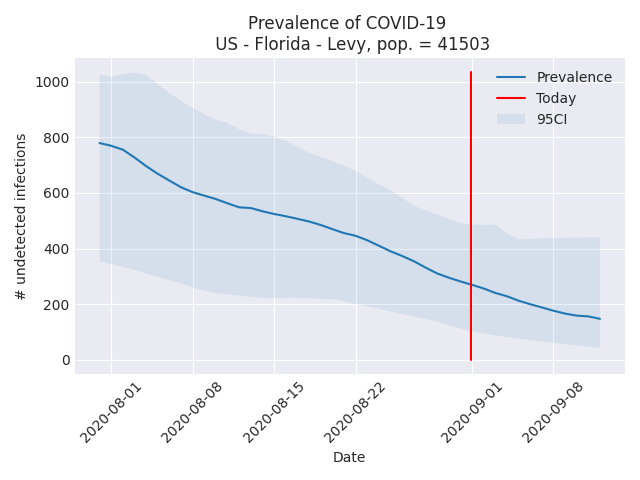 Prevalence of COVID-19
US - Florida - Levy, pop. = 41503
Prevalence
Today
95CI
# undetected infections
1000
800
600
400
200
0
2020-08-01
2020-08-08
2020-08-15
2020-08-22
2020-09-01
2020-09-08
Date